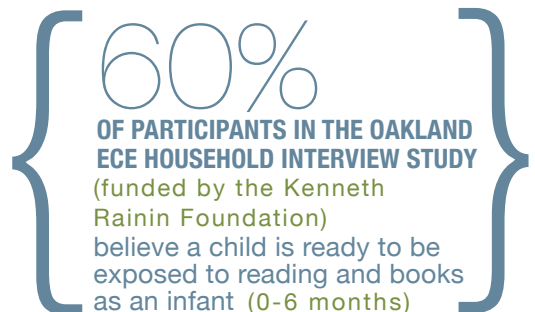 60%
OF PARTICIPANTS IN THE OAKLAND
ECE HOUSEHOLD INTERVIEW STUDY
(funded by the Kenneth
Rainin Foundation)
believe a child is ready to be
exposed to reading and books
as an infant (0-6 months)